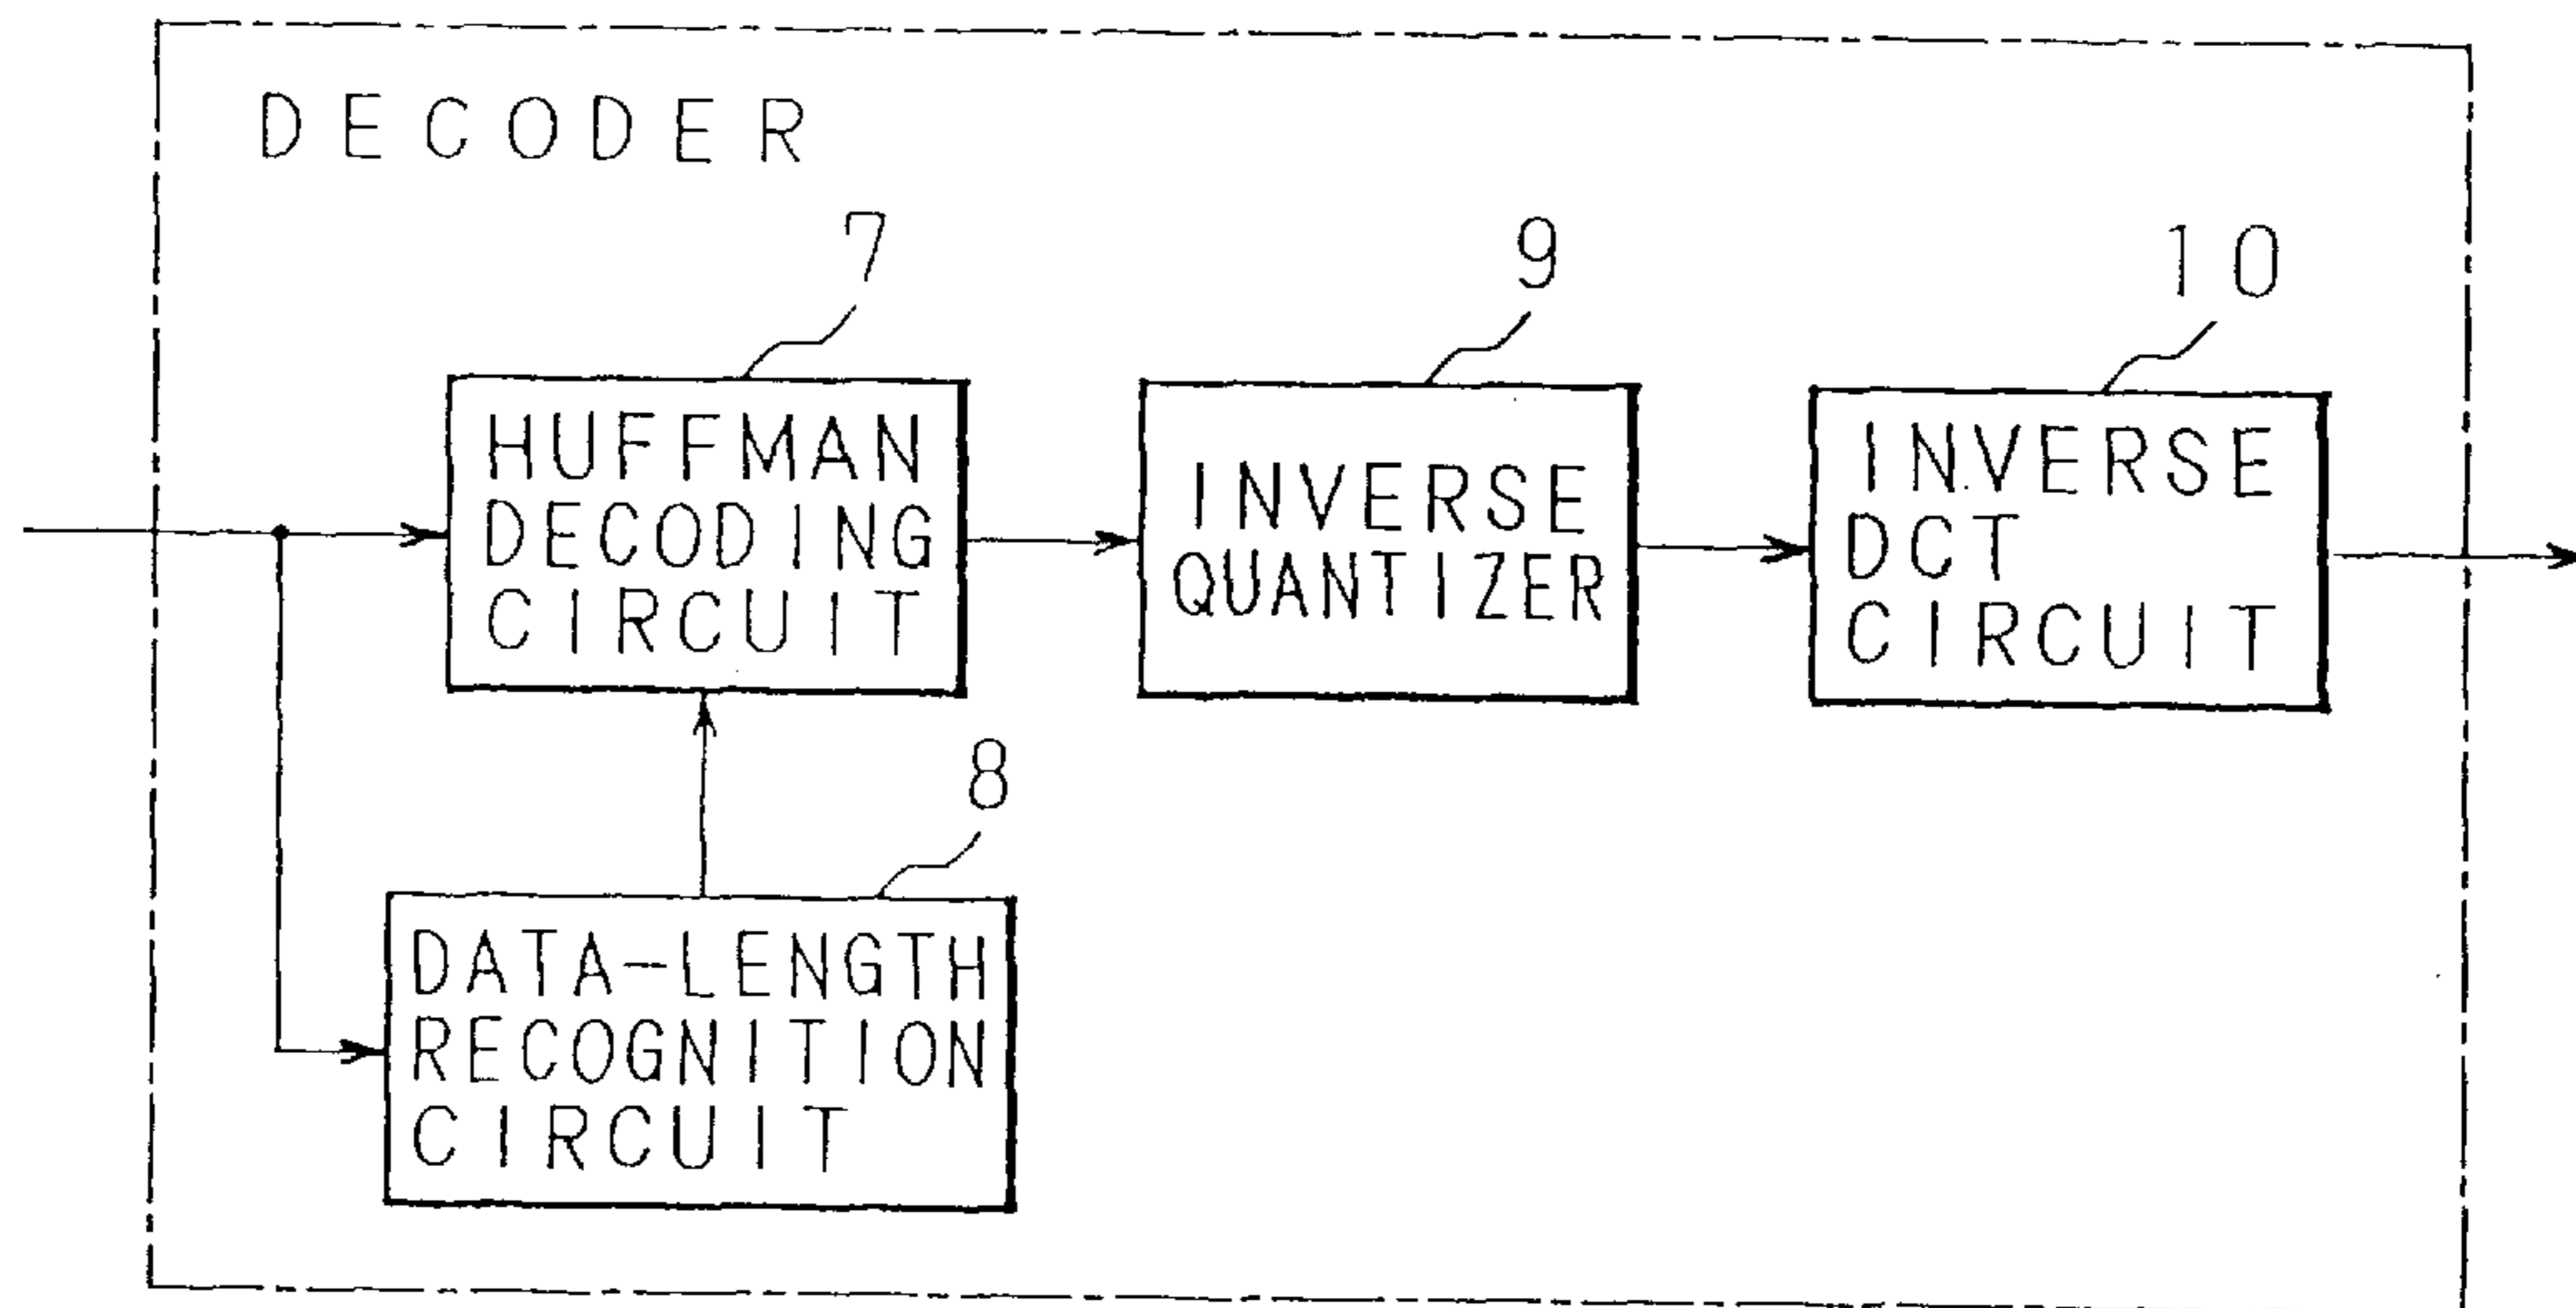 DECODER
7
9
10
HUFFMAN
DECODING
CIRCUIT
INVERSE
QUANTIZER
INVERSE
DCT
CIRCUIT
8
DATA-LENGTH
RECOGNITION
CIRCUIT